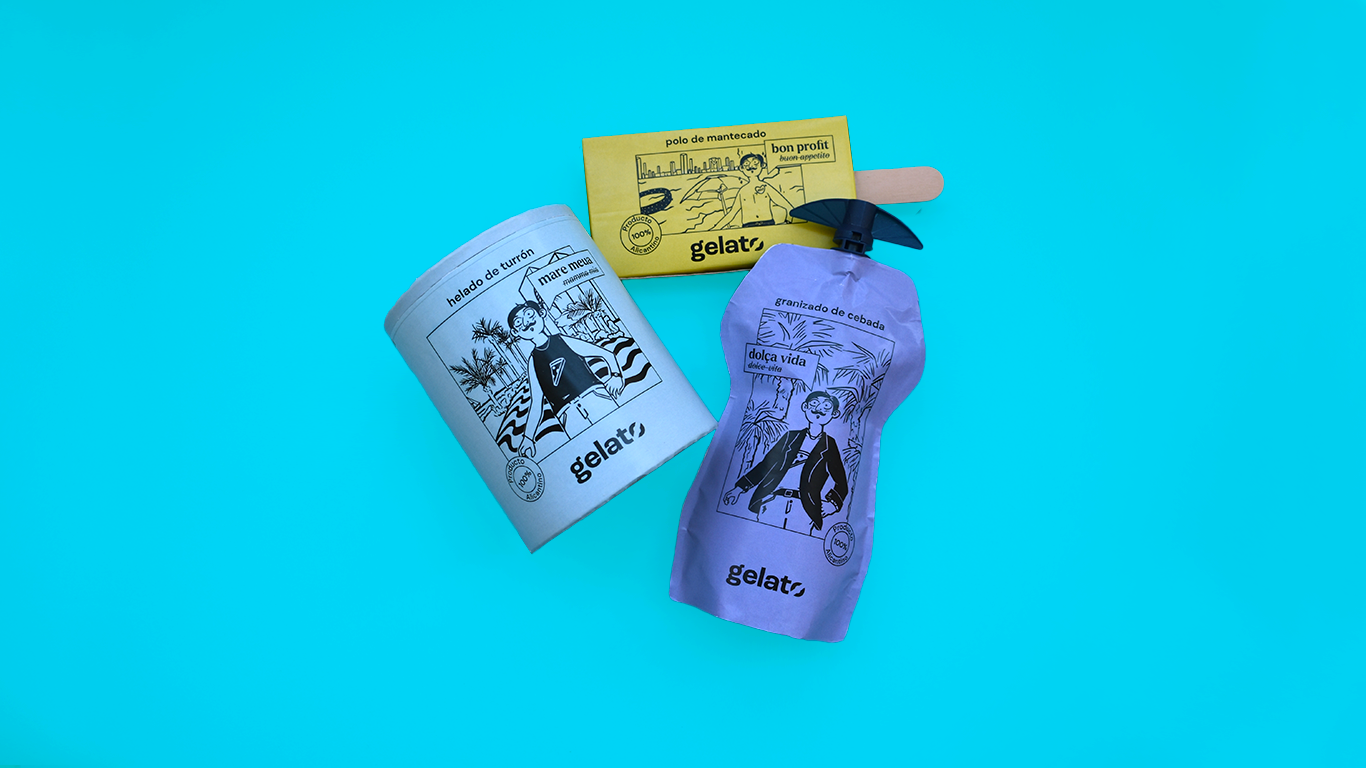 polo de mantecado
bon profit
buon appetito
Producto
100%
Alicantino
gelato
helado de turrón
mare meua
mamma mia
Producto
100%
Alicantino
gelato
granizado de cebada
dolça vida
dolce vita
Producto
100%
Alicantino
gelato